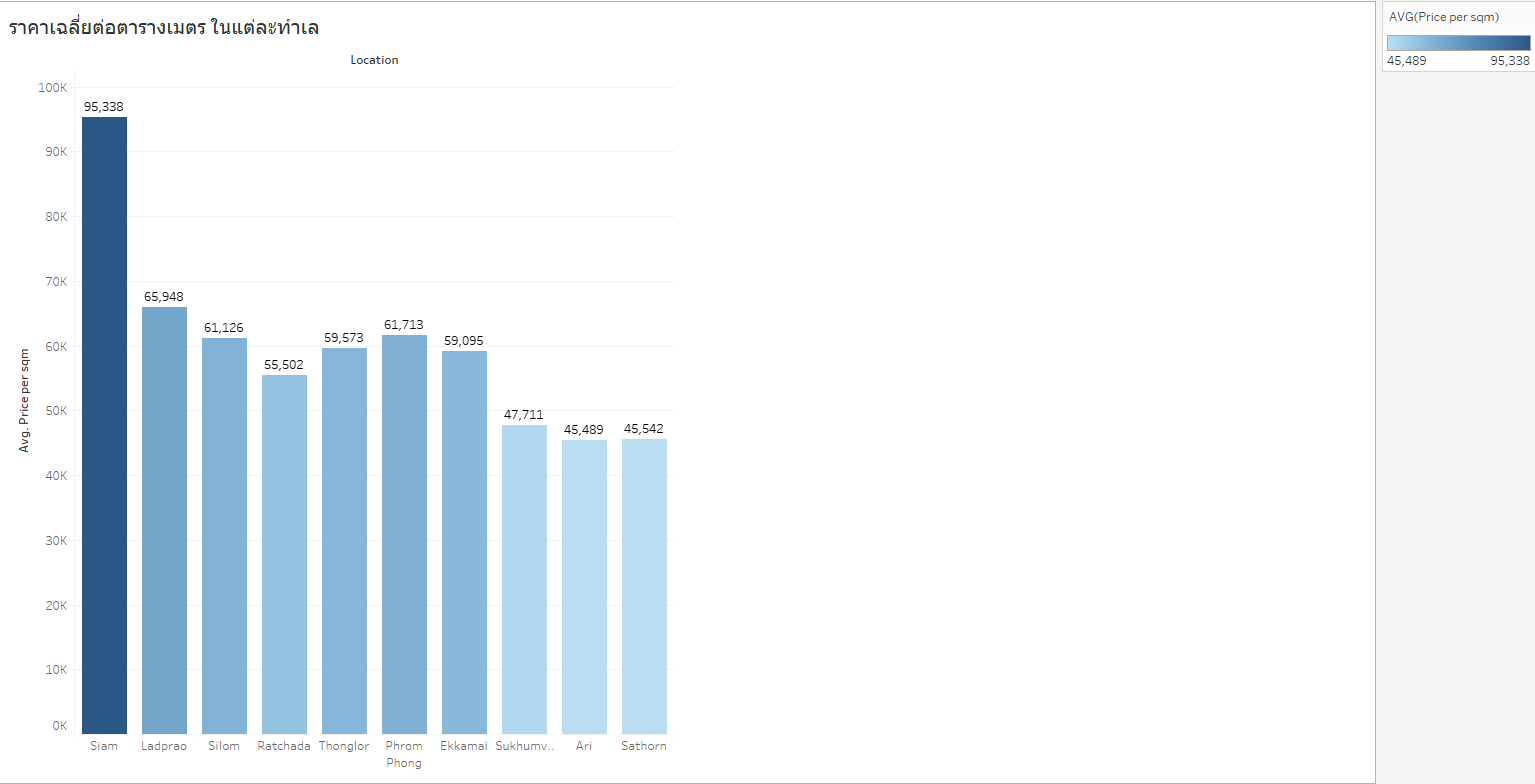 ราคาเฉลี่ยต่อตารางเมตร ในแต่ละทำเล
Location
AVG(Price per sqm)
45,489 95,338
Avg. Price per sqm
100K
90K
80K
70K
60K
50K
40K
30K
20K
10K
0K
95,338
65,948
61,126
55,502
59,573
61,713
59,095
47,711
45,489
45,542
Siam Ladprao Silom Ratchada Thonglor Phrom Ekkamai Sukhumv.. Ari Sathorn
Phong